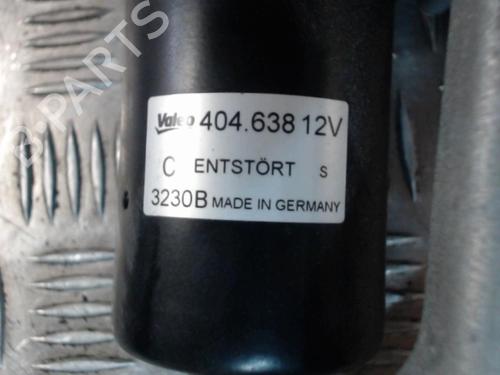 Valeo 404.638 12V
C ENTSTÖRT s
3230B MADE IN GERMANY
B-PARTS